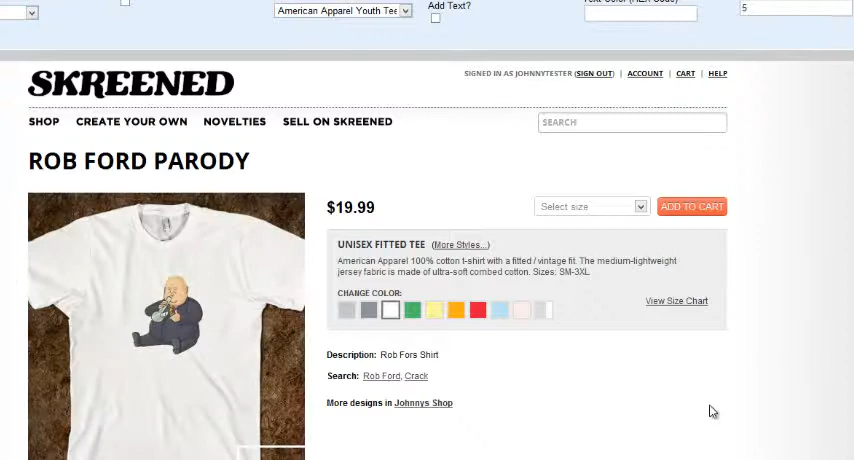 American Apparel Youth Tee
Add Text?
5
SKREENED
SIGNED IN AS JOHNNYTESTER (SIGN OUT) | ACCOUNT | CART | HELP
SHOP CREATE YOUR OWN NOVELTIES SELL ON SKREENED
SEARCH
ROB FORD PARODY
$19.99
Select size
ADD TO CART
UNISEX FITTED TEE (More Styles...)
American Apparel 100% cotton t-shirt with a fitted / vintage fit. The medium-lightweight
jersey fabric is made of ultra-soft combed cotton. Sizes: SM-3XL
CHANGE COLOR:
View Size Chart
Description: Rob Fors Shirt
Search: Rob Ford, Crack
More designs in Johnnys Shop